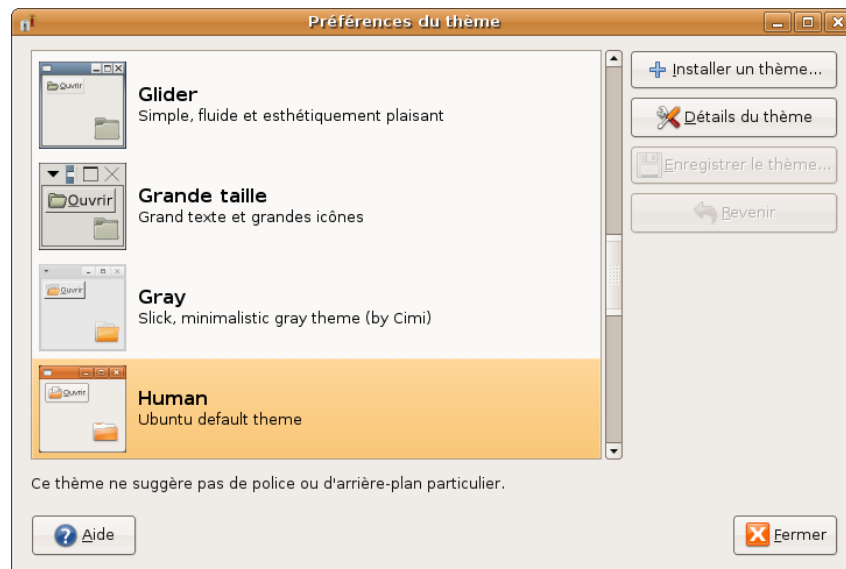 Préférences du thème
Ouvrir
Glider
Simple, fluide et esthétiquement plaisant
Ouvrir
Grande taille
Grand texte et grandes icônes
Ouvrir
Gray
Slick, minimalistic gray theme (by Cimi)
Ouvrir
Human
Ubuntu default theme
Installer un thème...
Détails du thème
Enregistrer le thème...
Revenir
Ce thème ne suggère pas de police ou d'arrière-plan particulier.
Aide
Fermer